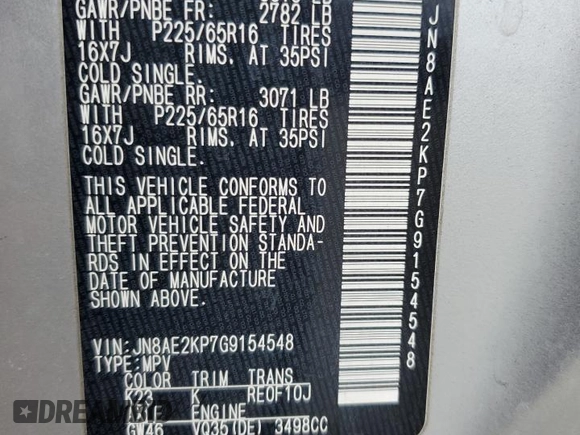 GAWR/PNBE FR: 2782 LB
WITH P225/65R16 TIRES
16X7J RIMS, AT 35PSI
COLD SINGLE.
GAWR/PNBE RR: 3071 LB
WITH P225/65R16 TIRES
16X7J RIMS, AT 35PSI
COLD SINGLE.
THIS VEHICLE CONFORMS TO
ALL APPLICABLE FEDERAL
MOTOR VEHICLE SAFETY AND
THEFT PREVENTION STANDA-
RDS IN EFFECT ON THE
DATE OF MANUFACTURE
SHOWN ABOVE.
VIN:JN8AE2KP7G9154548
TYPE:MPV
COLOR TRIM TRANS
K23 K RE0F10J
ENGINE
GW46 VQ35(DE) 3498CC
JN8AE2KP7G9154548